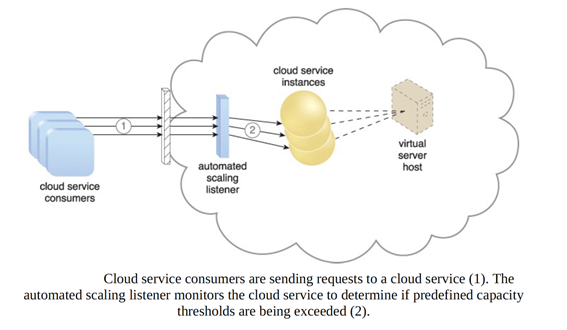 cloud service
instances
1
2
virtual
server
host
automated
scaling
listener
cloud service
consumers
Cloud service consumers are sending requests to a cloud service (1). The
automated scaling listener monitors the cloud service to determine if predefined capacity
thresholds are being exceeded (2).